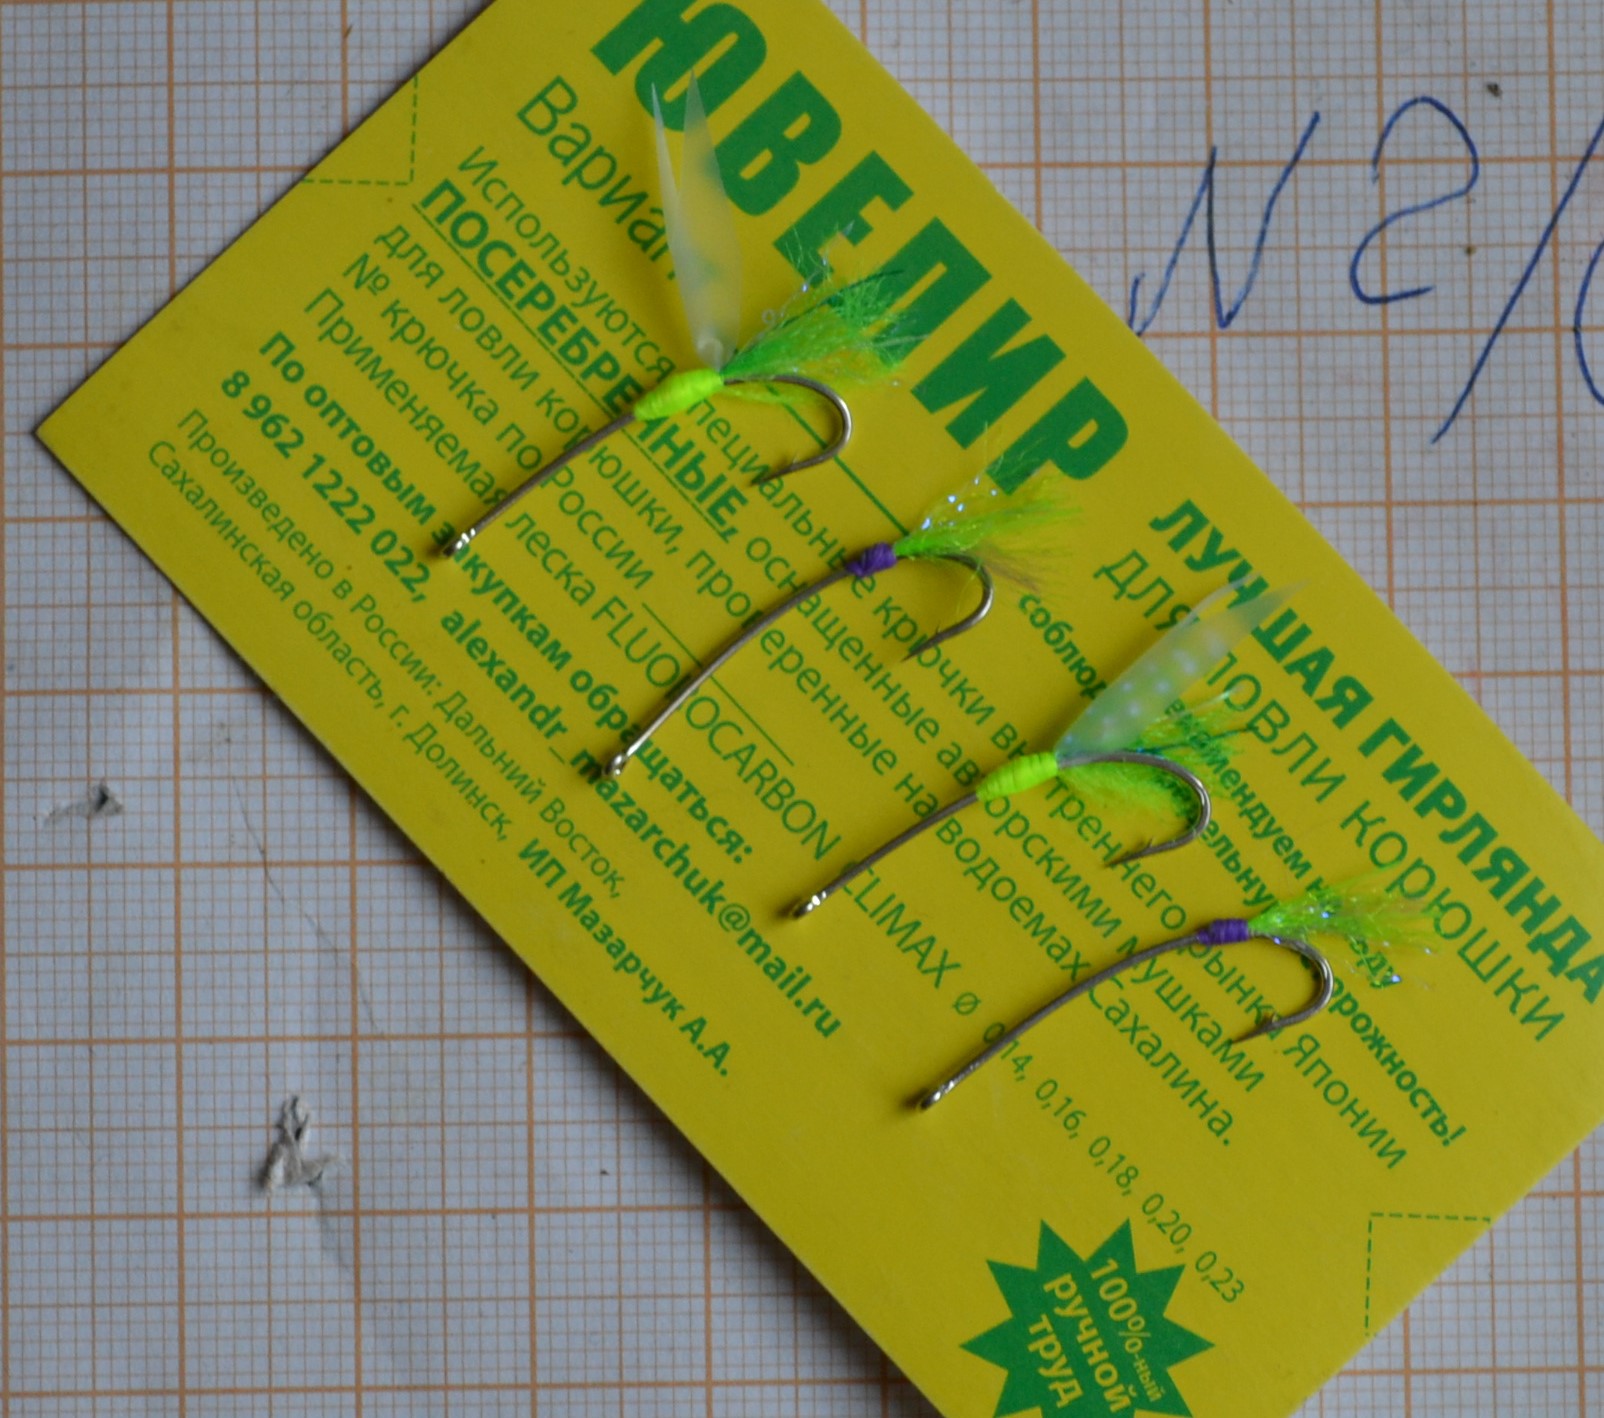 ЮВЕЛИР
ЛУЧШАЯ ГИРЛЯНДА
ДЛЯ ЛОВЛИ КОРЮШКИ
Вариант
Используются специальные крючки внутреннего рынка Японии
ПОСЕРЕБРЕННЫЕ, оснащенные авторскими мушками
для ловли корюшки, проверенные на водоемах Сахалина.
№ крючка по России
Применяемая леска FLUOROCARBON CLIMAX ø 0,14, 0,16, 0,18, 0,20, 0,23
По оптовым закупкам обращаться:
8 962 1222 022, alexandr_mazarchuk@mail.ru
Произведено в России: Дальний Восток,
Сахалинская область, г. Долинск, ИП Мазарчук А.А.
100%-ный
ручной
труд
N 2/